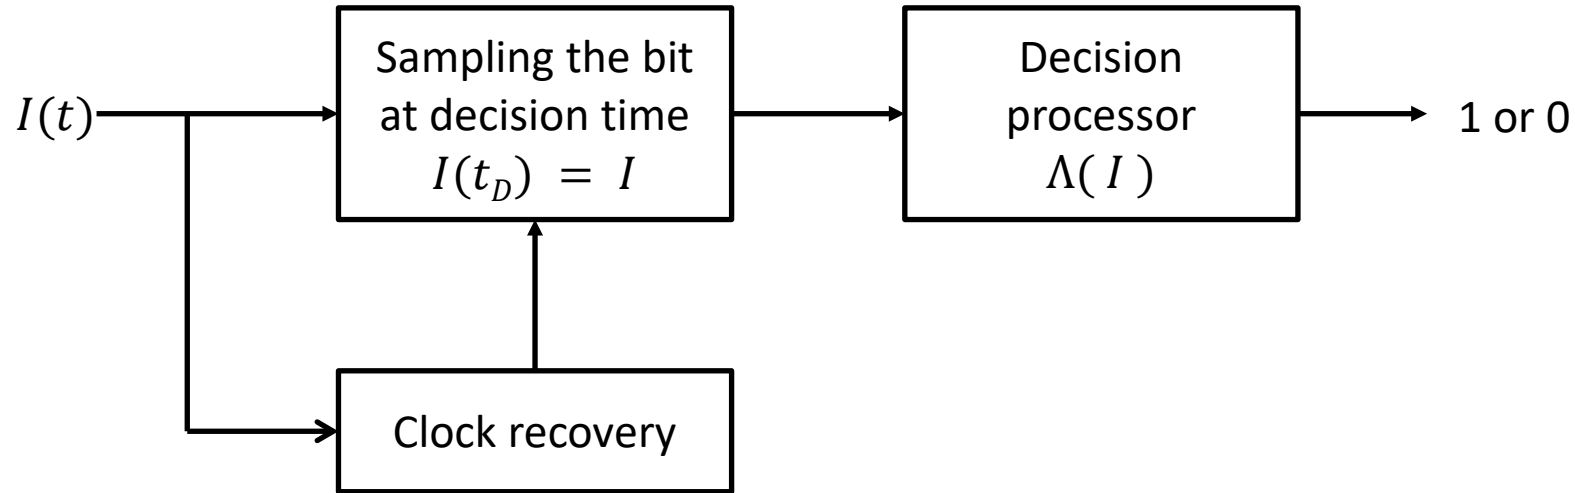 I(t)
Sampling the bit
at decision time
I(t_D) = I
Decision
processor
Λ( I )
1 or 0
Clock recovery